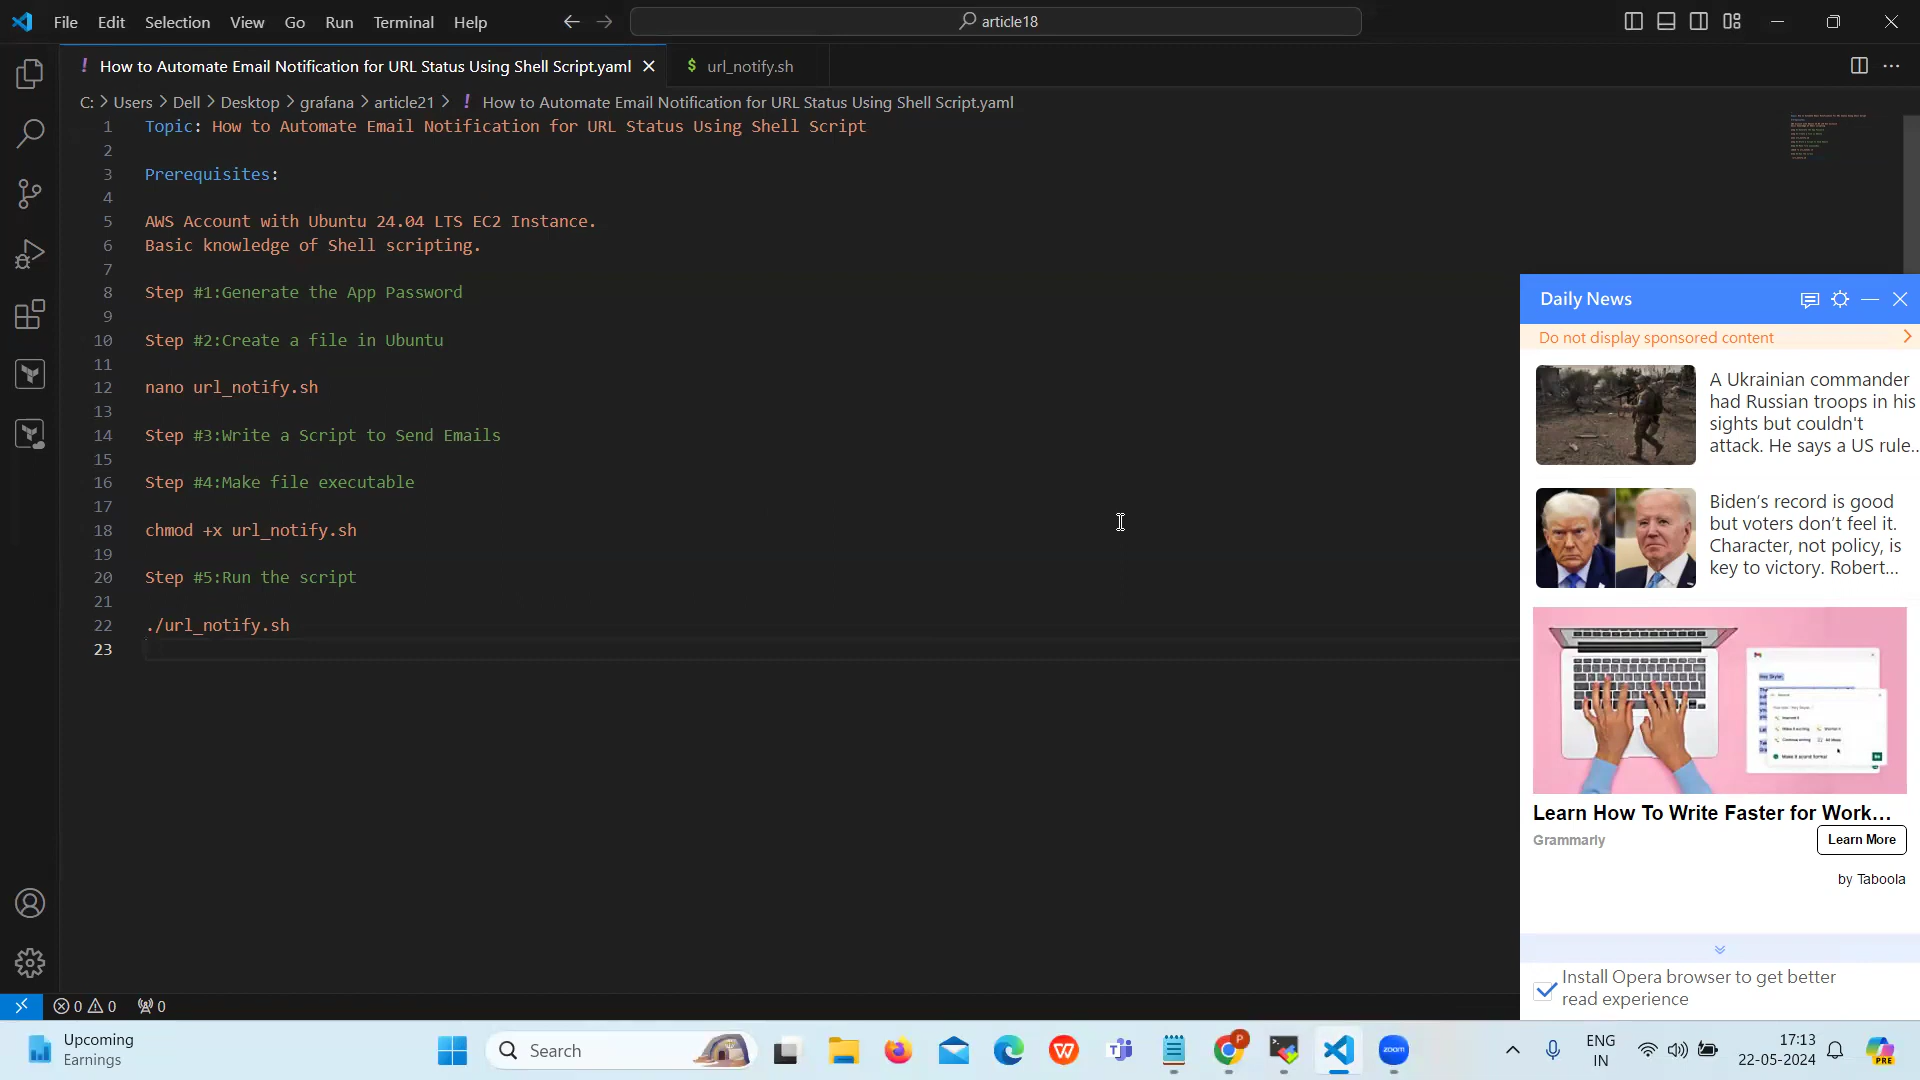 File Edit Selection View Go Run Terminal Help
article18
How to Automate Email Notification for URL Status Using Shell Script.yaml
url_notify.sh
C: > Users > Dell > Desktop > grafana > article21 > ! How to Automate Email Notification for URL Status Using Shell Script.yaml
1 Topic: How to Automate Email Notification for URL Status Using Shell Script
2
3 Prerequisites:
4
5 AWS Account with Ubuntu 24.04 LTS EC2 Instance.
6 Basic knowledge of Shell scripting.
7
8 Step #1:Generate the App Password
9
10 Step #2:Create a file in Ubuntu
11
12 nano url_notify.sh
13
14 Step #3:Write a Script to Send Emails
15
16 Step #4:Make file executable
17
18 chmod +x url_notify.sh
19
20 Step #5:Run the script
21
22 ./url_notify.sh
23
Daily News
Do not display sponsored content
A Ukrainian commander
had Russian troops in his
sights but couldn't
attack. He says a US rule..
Biden's record is good
but voters don't feel it.
Character, not policy, is
key to victory. Robert...
Learn How To Write Faster for Work...
Grammarly
Learn More
by Taboola
Install Opera browser to get better
read experience
0 0 0
Upcoming
Earnings
Search
zoom
P
ENG
IN
17:13
22-05-2024
PRE